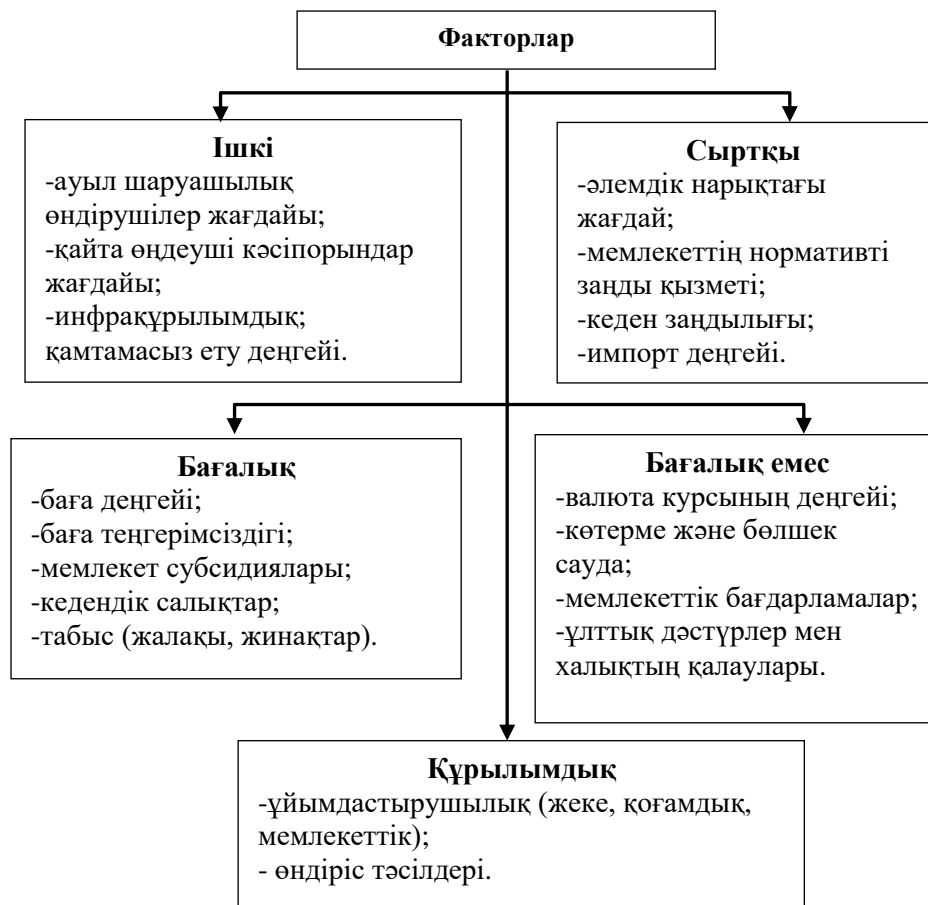 Факторлар
Ішкі
-ауыл шаруашылық
өндірушілер жағдайы;
-қайта өңдеуші кәсіпорындар
жағдайы;
-инфрақұрылымдық;
қамтамасыз ету деңгейі.
Сыртқы
-әлемдік нарықтағы
жағдай;
-мемлекеттің нормативті
заңды қызметі;
-кеден заңдылығы;
-импорт деңгейі.
Бағалық
-баға деңгейі;
-баға теңгерімсіздігі;
-мемлекет субсидиялары;
-кедендік салықтар;
-табыс (жалақы, жинақтар).
Бағалық емес
-валюта курсының деңгейі;
-көтерме және бөлшек
сауда;
-мемлекеттік бағдарламалар;
-ұлттық дәстүрлер мен
халықтың қалаулары.
Құрылымдық
-ұйымдастырушылық (жеке, қоғамдық,
мемлекеттік);
- өндіріс тәсілдері.